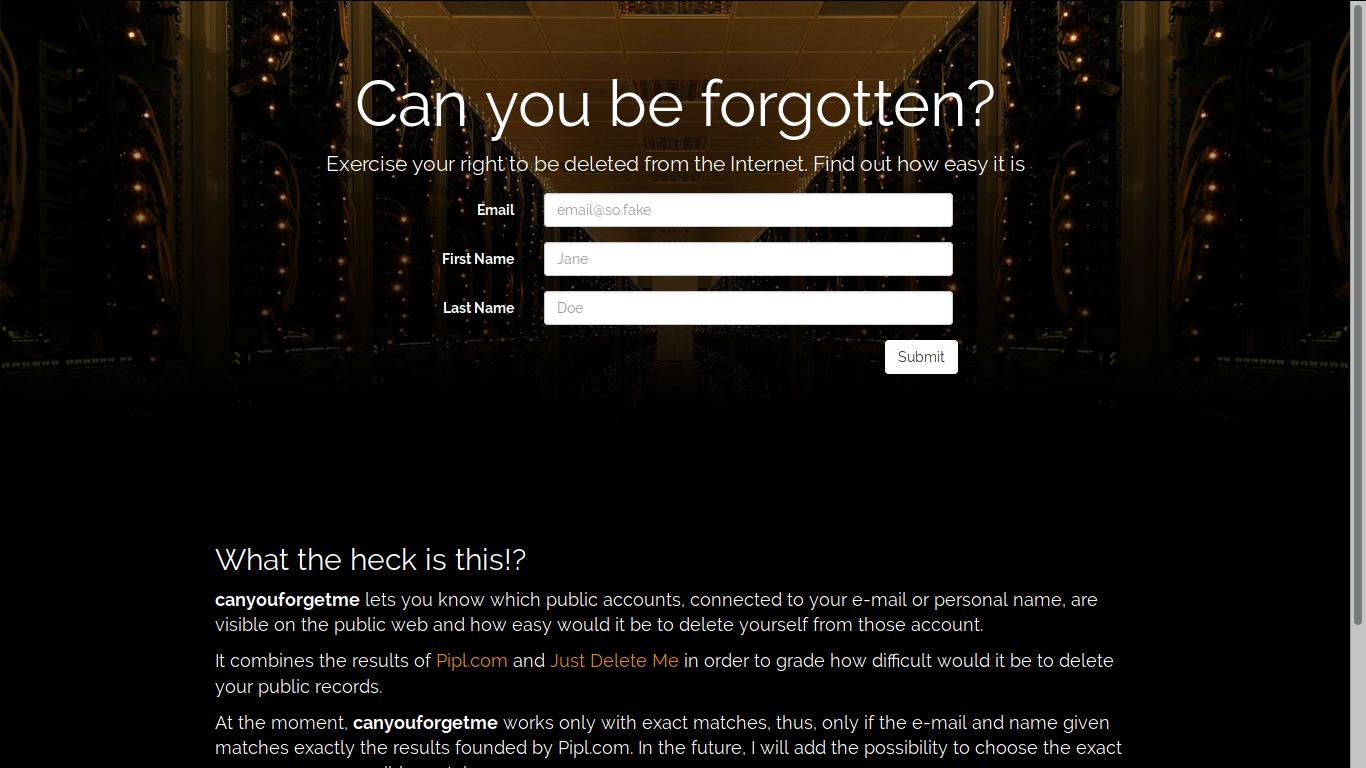 Can you be forgotten?
Exercise your right to be deleted from the Internet. Find out how easy it is
Email
email@so.fake
First Name
Jane
Last Name
Doe
Submit
What the heck is this!?
canyouforgetme lets you know which public accounts, connected to your e-mail or personal name, are
visible on the public web and how easy would it be to delete yourself from those account.
It combines the results of Pipl.com and Just Delete Me in order to grade how difficult would it be to delete
your public records.
At the moment, canyouforgetme works only with exact matches, thus, only if the e-mail and name given
matches exactly the results founded by Pipl.com. In the future, I will add the possibility to choose the exact